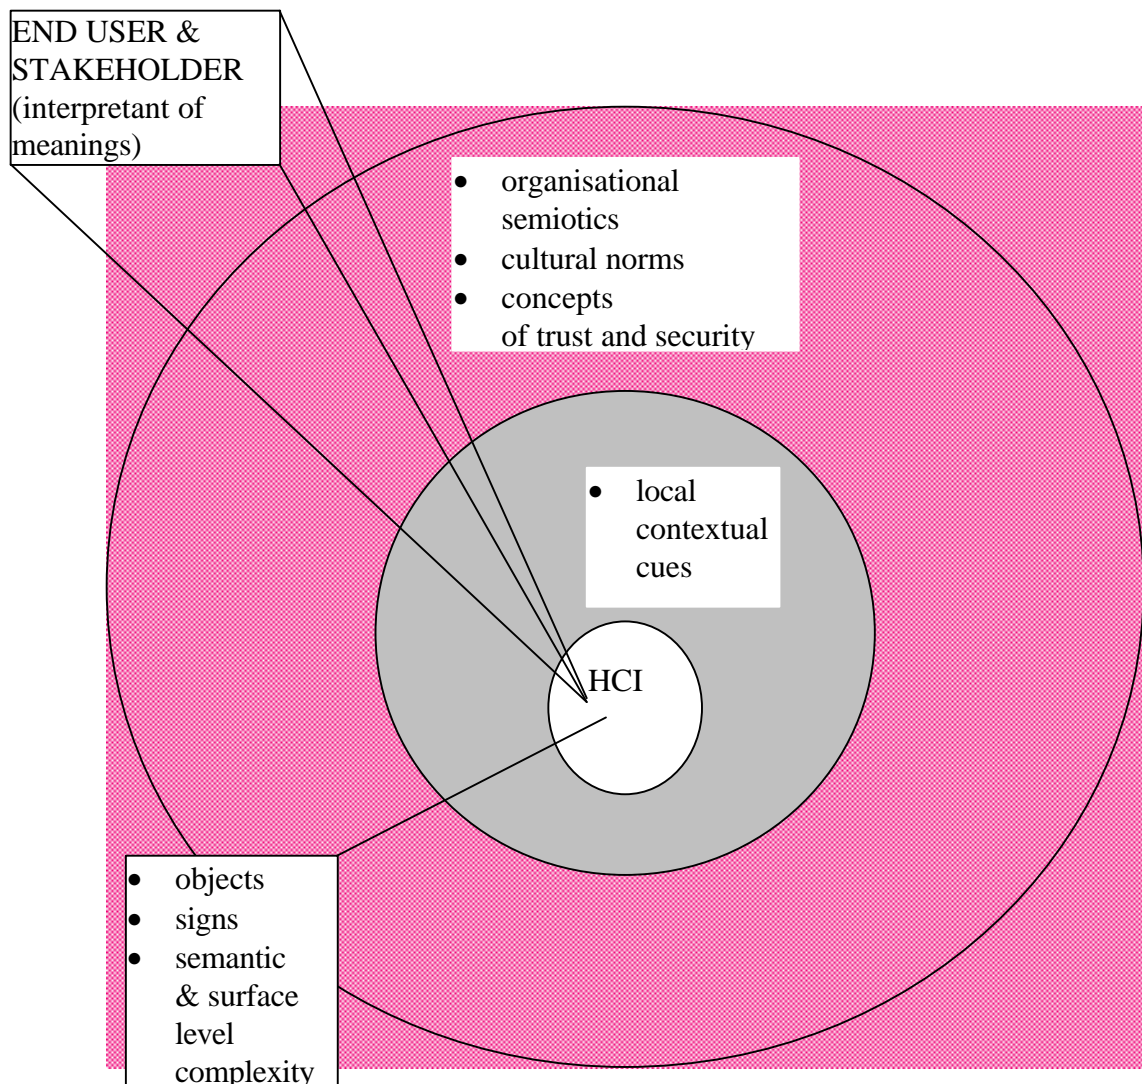 END USER &
STAKEHOLDER
(interpretant of
meanings)
• organisational
semiotics
• cultural norms
• concepts
of trust and security
• local
contextual
cues
HCI
• objects
• signs
• semantic
& surface
level
complexity